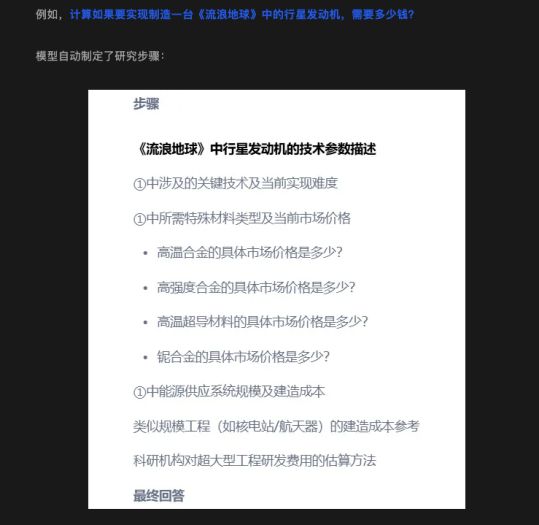 例如，计算如果要实现制造一台《流浪地球》中的行星发动机，需要多少钱？
模型自动制定了研究步骤：
步骤
《流浪地球》中行星发动机的技术参数描述
①中涉及的关键技术及当前实现难度
①中所需特殊材料类型及当前市场价格
• 高温合金的具体市场价格是多少？
• 高强度合金的具体市场价格是多少？
• 高温超导材料的具体市场价格是多少？
• 铌合金的具体市场价格是多少？
①中能源供应系统规模及建造成本
类似规模工程（如核电站/航天器）的建造成本参考
科研机构对超大型工程研发费用的估算方法
最终回答